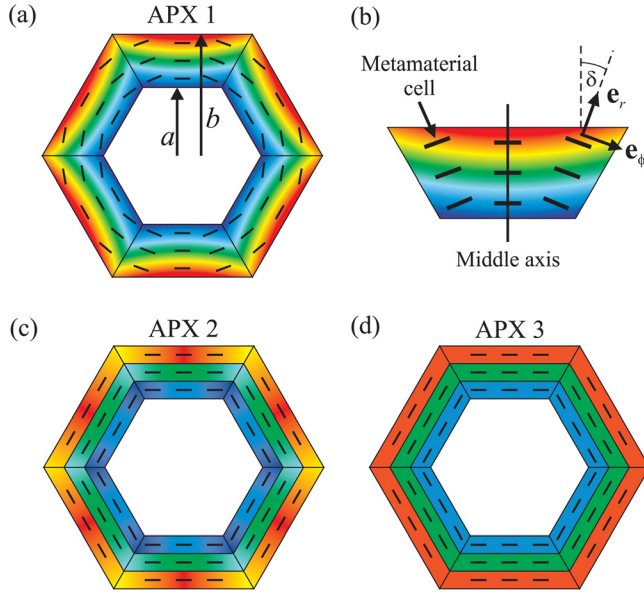 (a)
APX 1
a
b
(b)
Metamaterial
cell
δ
e_r
e_ϕ
Middle axis
(c)
APX 2
(d)
APX 3